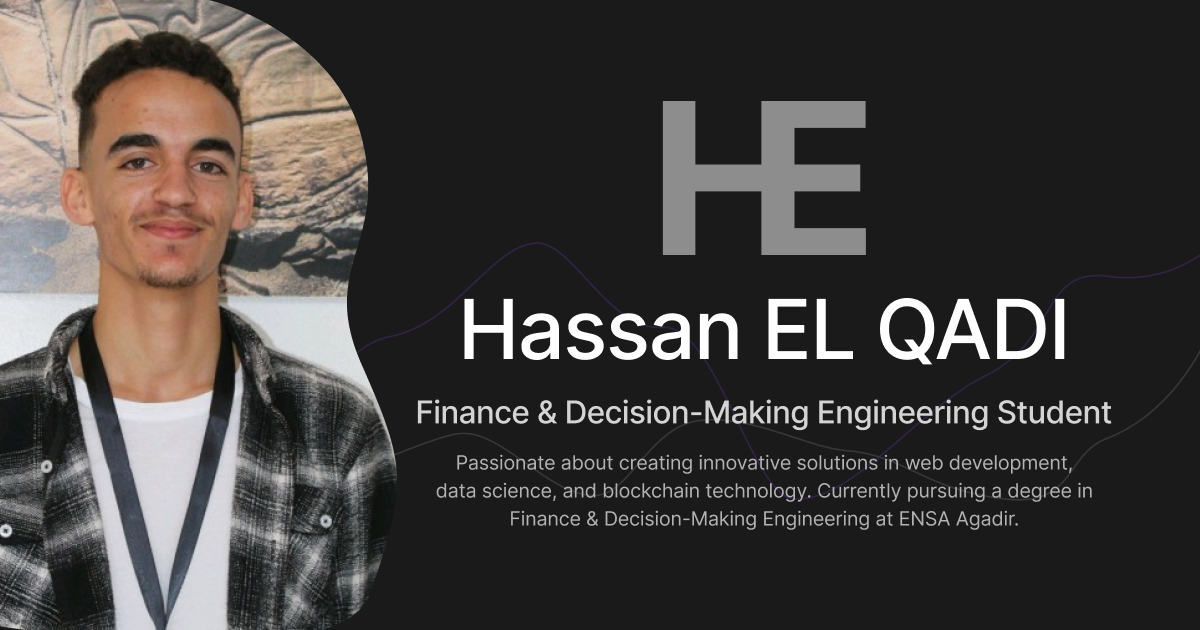 HE
Hassan EL QADI
Finance & Decision-Making Engineering Student
Passionate about creating innovative solutions in web development,
data science, and blockchain technology. Currently pursuing a degree in
Finance & Decision-Making Engineering at ENSA Agadir.